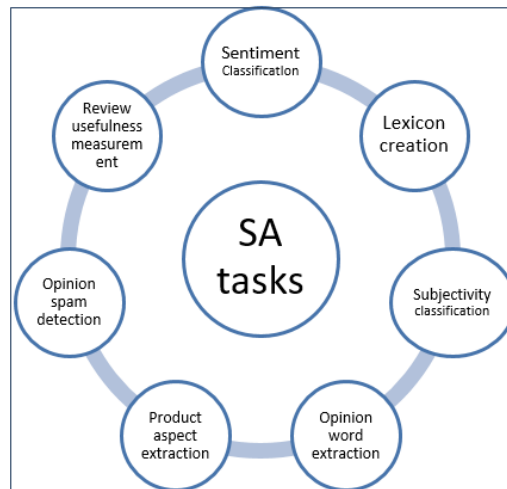 Sentiment
Classification
Lexicon
creation
Subjectivity
classification
Opinion
word
extraction
Product
aspect
extraction
Opinion
spam
detection
Review
usefulness
measurem
ent
SA
tasks